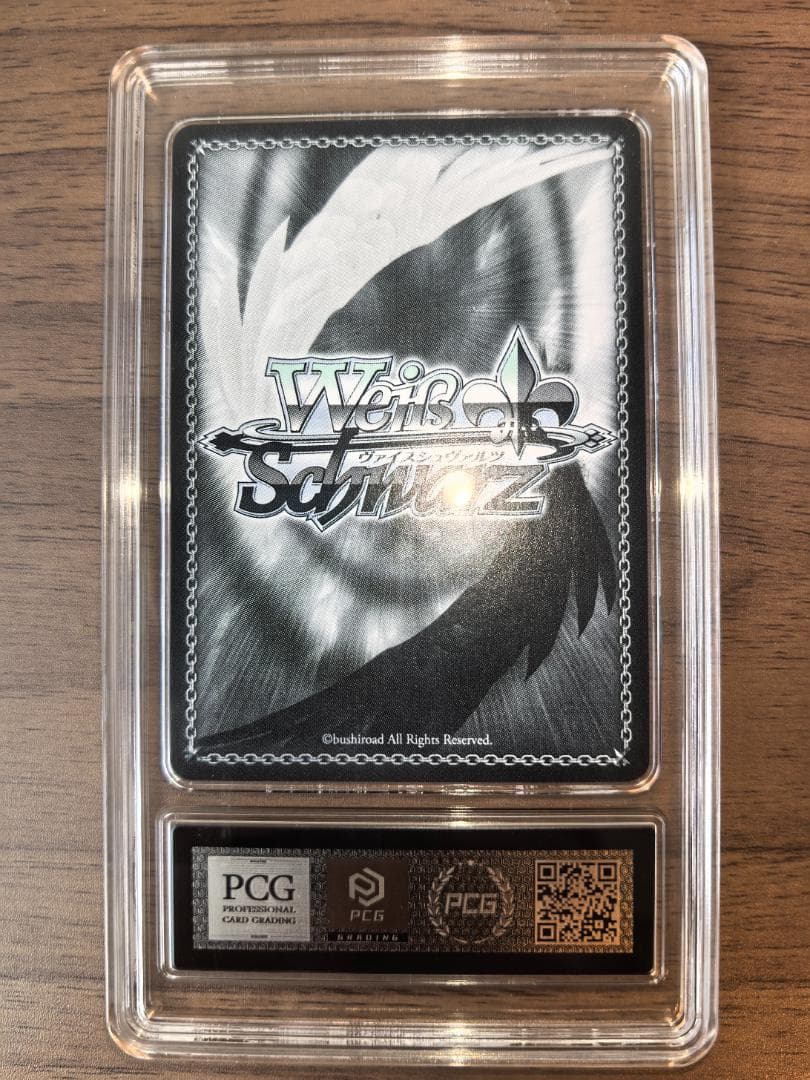 Weiß
ヴァイスシュヴァルツ
Schwarz
©bushiroad All Rights Reserved.
PCG
PROFESSIONAL
CARD GRADING
PCG
GRADING
PCG